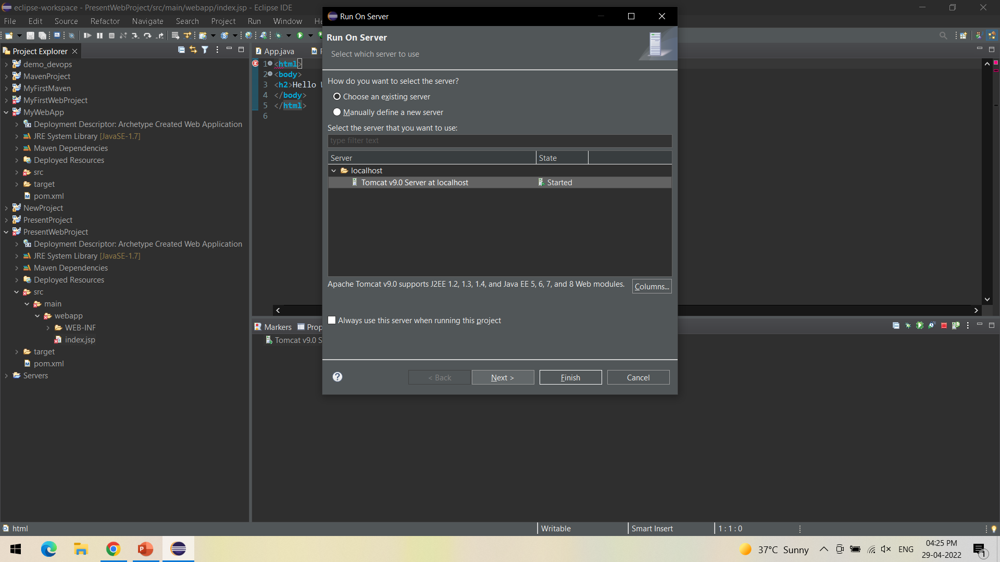 eclipse-workspace - PresentWebProject/src/main/webapp/index.jsp - Eclipse IDE
File Edit Source Refactor Navigate Search Project Run Window
Project Explorer
demo_devops
MavenProject
MyFirstMaven
MyFirstWebProject
MyWebApp
Deployment Descriptor: Archetype Created Web Application
JRE System Library [JavaSE-1.7]
Maven Dependencies
Deployed Resources
src
target
pom.xml
NewProject
PresentProject
PresentWebProject
Deployment Descriptor: Archetype Created Web Application
JRE System Library [JavaSE-1.7]
Maven Dependencies
Deployed Resources
src
main
webapp
WEB-INF
index.jsp
target
pom.xml
Servers
App.java
1 <html>
2 <body>
3 <h2>Hello
4 </body>
5 </html>
6
Markers
Tomcat v9.0
Run On Server
Run On Server
Select which server to use
How do you want to select the server?
Choose an existing server
Manually define a new server
Select the server that you want to use:
type filter text
Server State
localhost
Tomcat v9.0 Server at localhost Started
Apache Tomcat v9.0 supports J2EE 1.2, 1.3, 1.4, and Java EE 5, 6, 7, and 8 Web modules.
Columns...
Always use this server when running this project
< Back Next > Finish Cancel
html
Writable Smart Insert 1 : 1 : 0
37°C Sunny
ENG
04:25 PM
29-04-2022
1